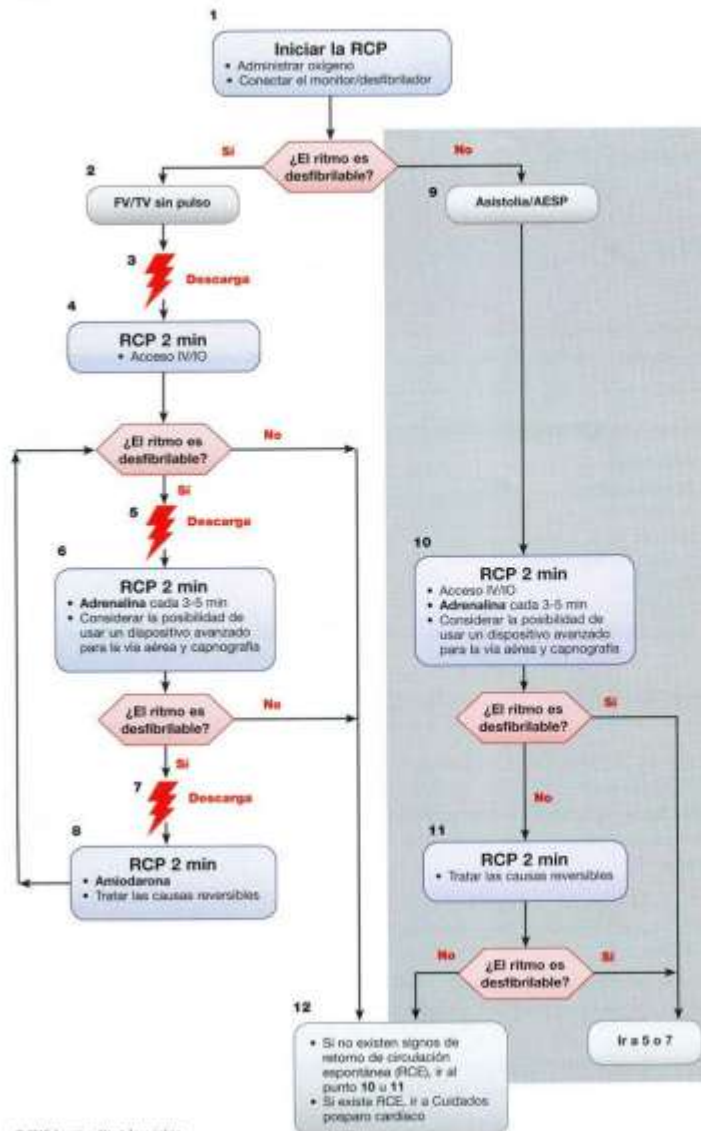 1
Iniciar la RCP
• Administrar oxígeno
• Conectar el monitor/desfibrilador
¿El ritmo es
desfibrilable?
Sí
No
2
FV/TV sin pulso
3
Descarga
4
RCP 2 min
• Acceso IV/IO
¿El ritmo es
desfibrilable?
No
Sí
5
Descarga
6
RCP 2 min
• Adrenalina cada 3-5 min
• Considerar la posibilidad de
usar un dispositivo avanzado
para la vía aérea y capnografía
¿El ritmo es
desfibrilable?
No
Sí
7
Descarga
8
RCP 2 min
• Amiodarona
• Tratar las causas reversibles
9
Asistolia/AESP
10
RCP 2 min
• Acceso IV/IO
• Adrenalina cada 3-5 min
• Considerar la posibilidad de
usar un dispositivo avanzado
para la vía aérea y capnografía
¿El ritmo es
desfibrilable?
Sí
No
11
RCP 2 min
• Tratar las causas reversibles
¿El ritmo es
desfibrilable?
No
Sí
12
• Si no existen signos de
retorno de circulación
espontánea (RCE), ir al
punto 10 u 11
• Si existe RCE, ir a Cuidados
posparo cardíaco
Ir a 5 o 7